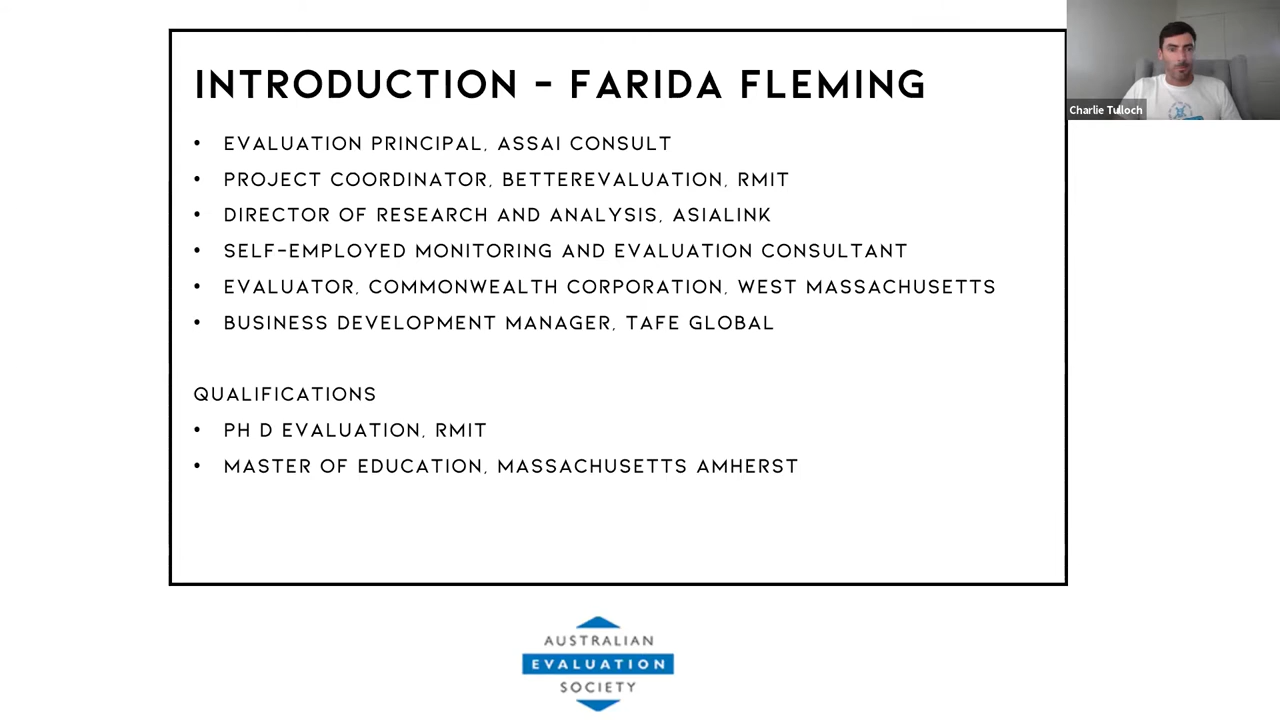 INTRODUCTION - FARIDA FLEMING
• EVALUATION PRINCIPAL, ASSAI CONSULT
• PROJECT COORDINATOR, BETTEREVALUATION, RMIT
• DIRECTOR OF RESEARCH AND ANALYSIS, ASIALINK
• SELF-EMPLOYED MONITORING AND EVALUATION CONSULTANT
• EVALUATOR, COMMONWEALTH CORPORATION, WEST MASSACHUSETTS
• BUSINESS DEVELOPMENT MANAGER, TAFE GLOBAL
QUALIFICATIONS
• PH D EVALUATION, RMIT
• MASTER OF EDUCATION, MASSACHUSETTS AMHERST
Charlie Tulloch
AUSTRALIAN
EVALUATION
SOCIETY